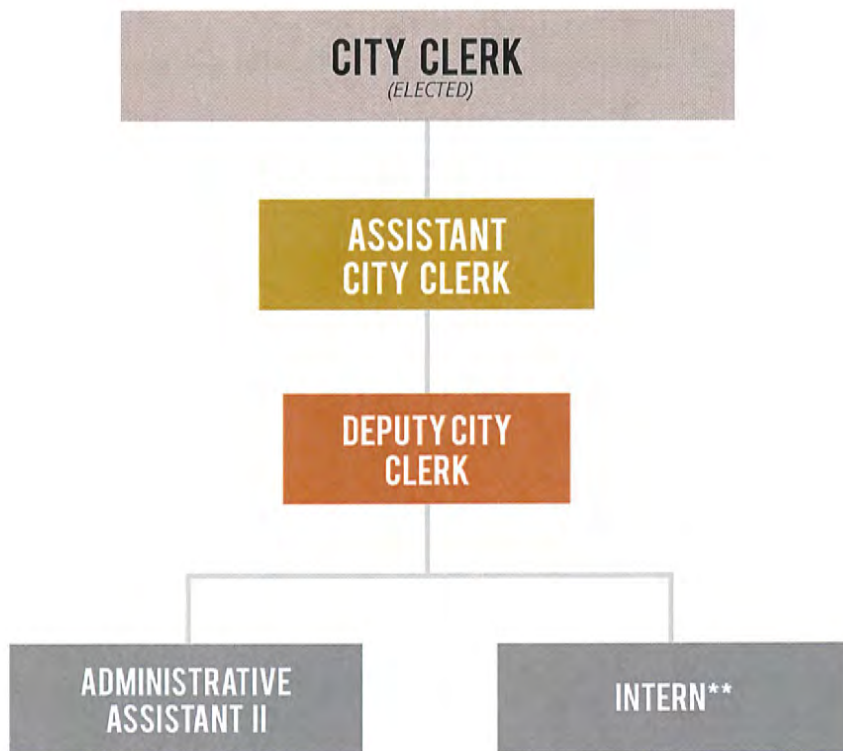 CITY CLERK
(ELECTED)
ASSISTANT
CITY CLERK
DEPUTY CITY
CLERK
ADMINISTRATIVE
ASSISTANT II
INTERN**